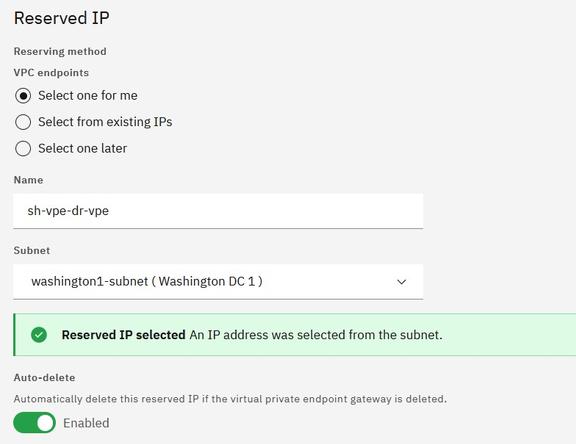 Reserved IP
Reserving method
VPC endpoints
Select one for me
Select from existing IPs
Select one later
Name
sh-vpe-dr-vpe
Subnet
washington1-subnet ( Washington DC 1 )
Reserved IP selected An IP address was selected from the subnet.
Auto-delete
Automatically delete this reserved IP if the virtual private endpoint gateway is deleted.
Enabled